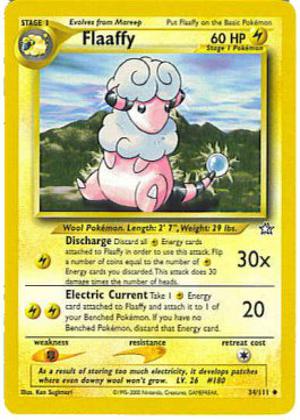 STAGE 1 Evolves from Mareep Put Flaaffy on the Basic Pokémon
Flaaffy 60 HP
Stage 1 Pokémon
Wool Pokémon. Length: 2' 7", Weight: 29 lbs.
Discharge Discard all Energy cards
attached to Flaaffy in order to use this attack. Flip
a number of coins equal to the number of
Energy cards you discarded. This attack does 30
damage times the number of heads.
30x
Electric Current Take 1 Energy
card attached to Flaaffy and attach it to 1 of
your Benched Pokémon. If you have no
Benched Pokémon, discard that Energy card.
20
weakness resistance retreat cost
As a result of storing too much electricity, it develops patches
where even downy wool won't grow. LV. 26 #180
Illus. Ken Sugimori ©1995-2000 Nintendo, Creatures, GAMEFREAK. 34/111